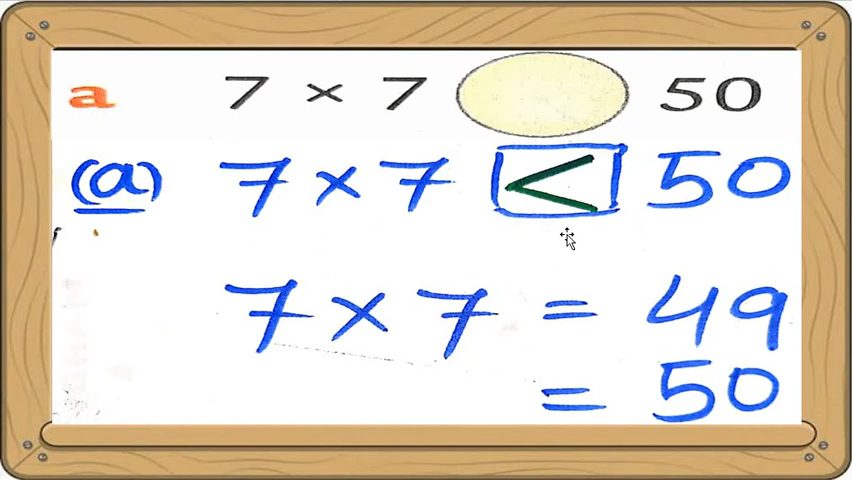 a 7 × 7 50
(a) 7 × 7 < 50
7 × 7 = 49
= 50